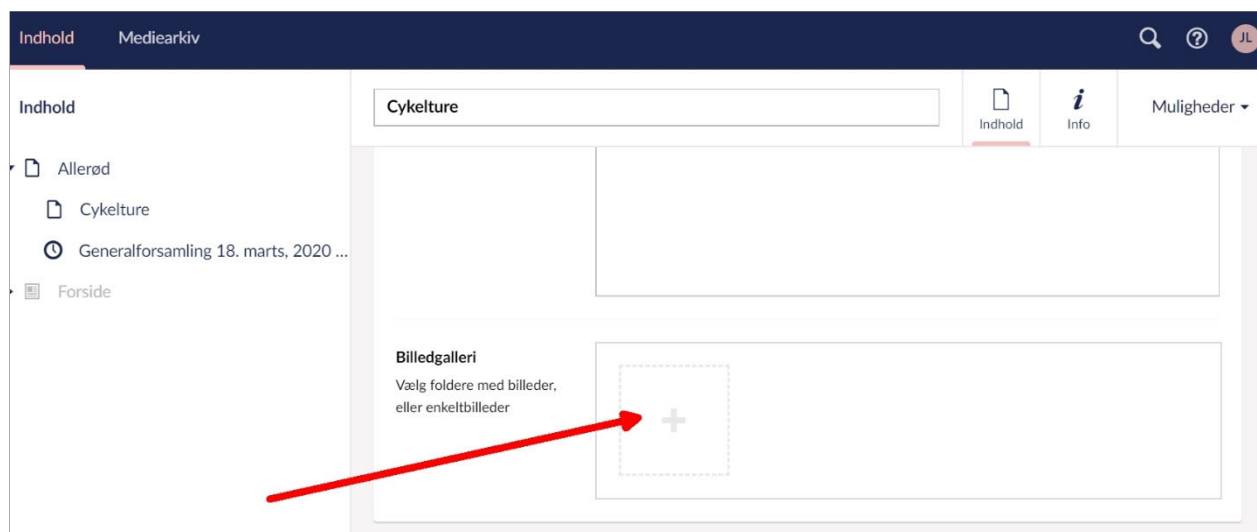 Indhold Mediearkiv JL
Indhold
Cykelture
Indhold Info Muligheder
Allerød
Cykelture
Generalforsamling 18. marts, 2020 ...
Forside
Billedgalleri
Vælg foldere med billeder,
eller enkeltbilleder